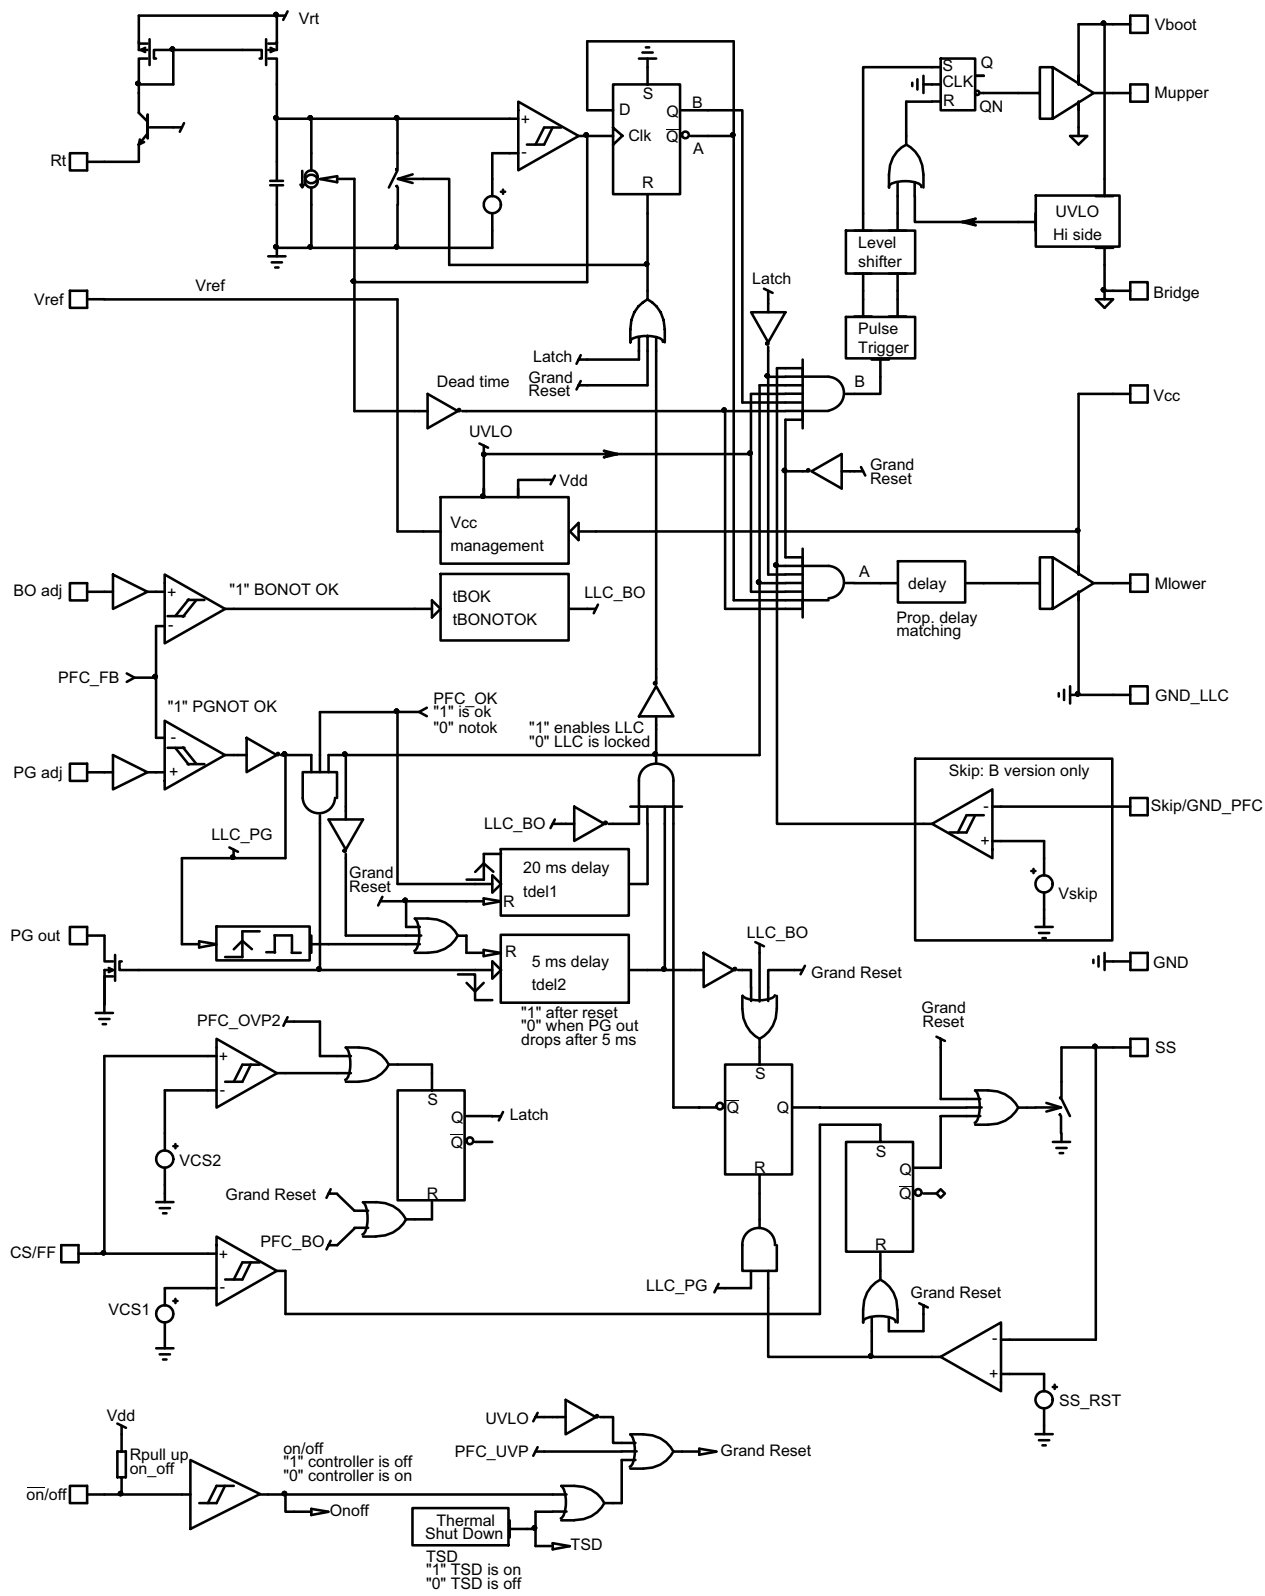 Vrt
Vboot
S
Q
CLK
R
QN
Mupper
S
D
Q
B
Clk
Q
A
R
+
-
+
Rt
UVLO
Hi side
Level
shifter
Latch
Vref
Vref
Bridge
Pulse
Trigger
Latch
Grand
Reset
Dead time
B
Vcc
UVLO
Grand
Reset
Vdd
Vcc
management
BO adj
+
-
"1" BONOT OK
tBOK
tBONOTOK
LLC_BO
A
delay
Prop. delay
matching
Mlower
PFC_FB
"1" PGNOT OK
PFC_OK
"1" is ok
"0" notok
"1" enables LLC
"0" LLC is locked
GND_LLC
-
+
PG adj
Skip: B version only
-
+
Skip/GND_PFC
LLC_BO
LLC_PG
Grand
Reset
20 ms delay
tdel1
R
+
Vskip
PG out
R
5 ms delay
tdel2
LLC_BO
Grand Reset
GND
"1" after reset
"0" when PG out
drops after 5 ms
PFC_OVP2
Grand
Reset
SS
+
-
S
Q
Latch
Q
R
S
Q
Q
R
+
VCS2
S
Q
Q
R
Grand Reset
PFC_BO
CS/FF
+
-
LLC_PG
Grand Reset
+
VCS1
-
+
+
SS_RST
Vdd
Rpull up
on_off
on/off
"1" controller is off
"0" controller is on
UVLO
PFC_UVP
Grand Reset
on/off
Onoff
Thermal
Shut Down
TSD
TSD
"1" TSD is on
"0" TSD is off